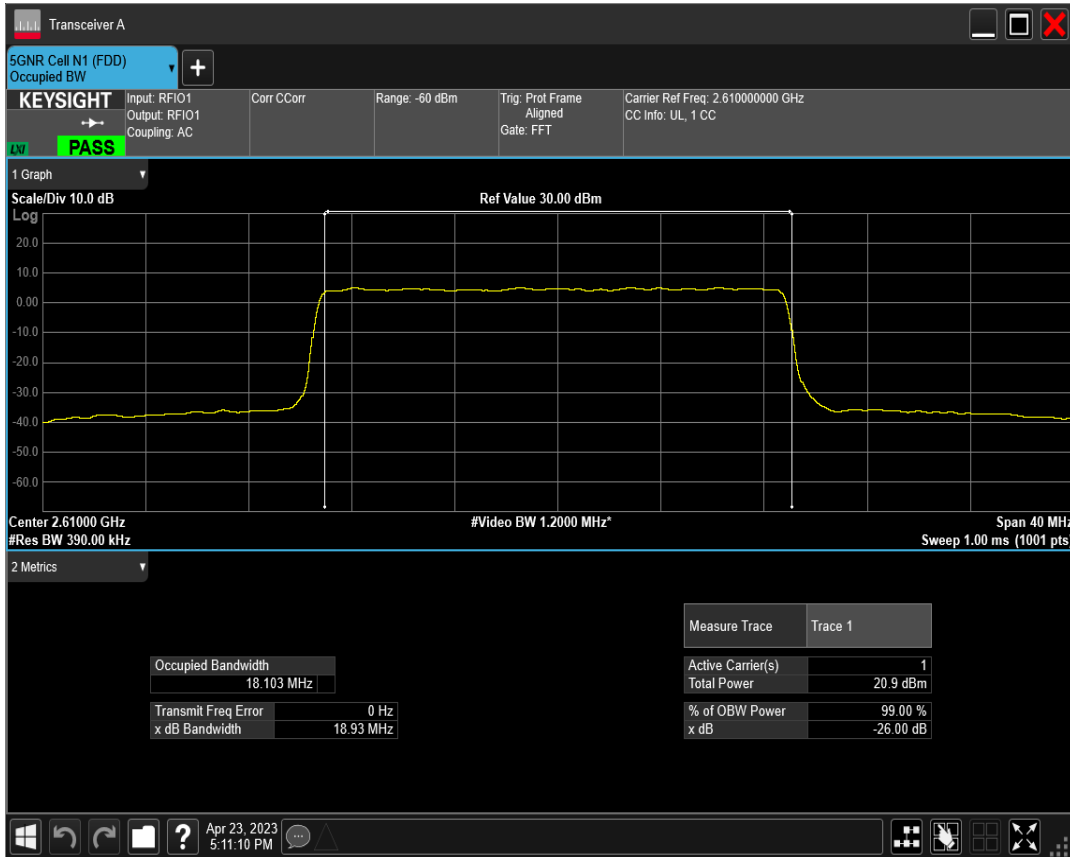 Transceiver A
5GNR Cell N1 (FDD)
Occupied BW
+
KEYSIGHT
LXI
PASS
Input: RFIO1
Output: RFIO1
Coupling: AC
Corr CCorr
Range: -60 dBm
Trig: Prot Frame
Aligned
Gate: FFT
Carrier Ref Freq: 2.610000000 GHz
CC Info: UL, 1 CC
1 Graph
Scale/Div 10.0 dB
Ref Value 30.00 dBm
Log
20.0
10.0
0.00
-10.0
-20.0
-30.0
-40.0
-50.0
-60.0
Center 2.61000 GHz
#Video BW 1.2000 MHz*
Span 40 MHz
#Res BW 390.00 kHz
Sweep 1.00 ms (1001 pts)
2 Metrics
Measure Trace Trace 1
Occupied Bandwidth
18.103 MHz
Active Carrier(s) 1
Total Power 20.9 dBm
Transmit Freq Error 0 Hz
x dB Bandwidth 18.93 MHz
% of OBW Power 99.00 %
x dB -26.00 dB
?
Apr 23, 2023
5:11:10 PM